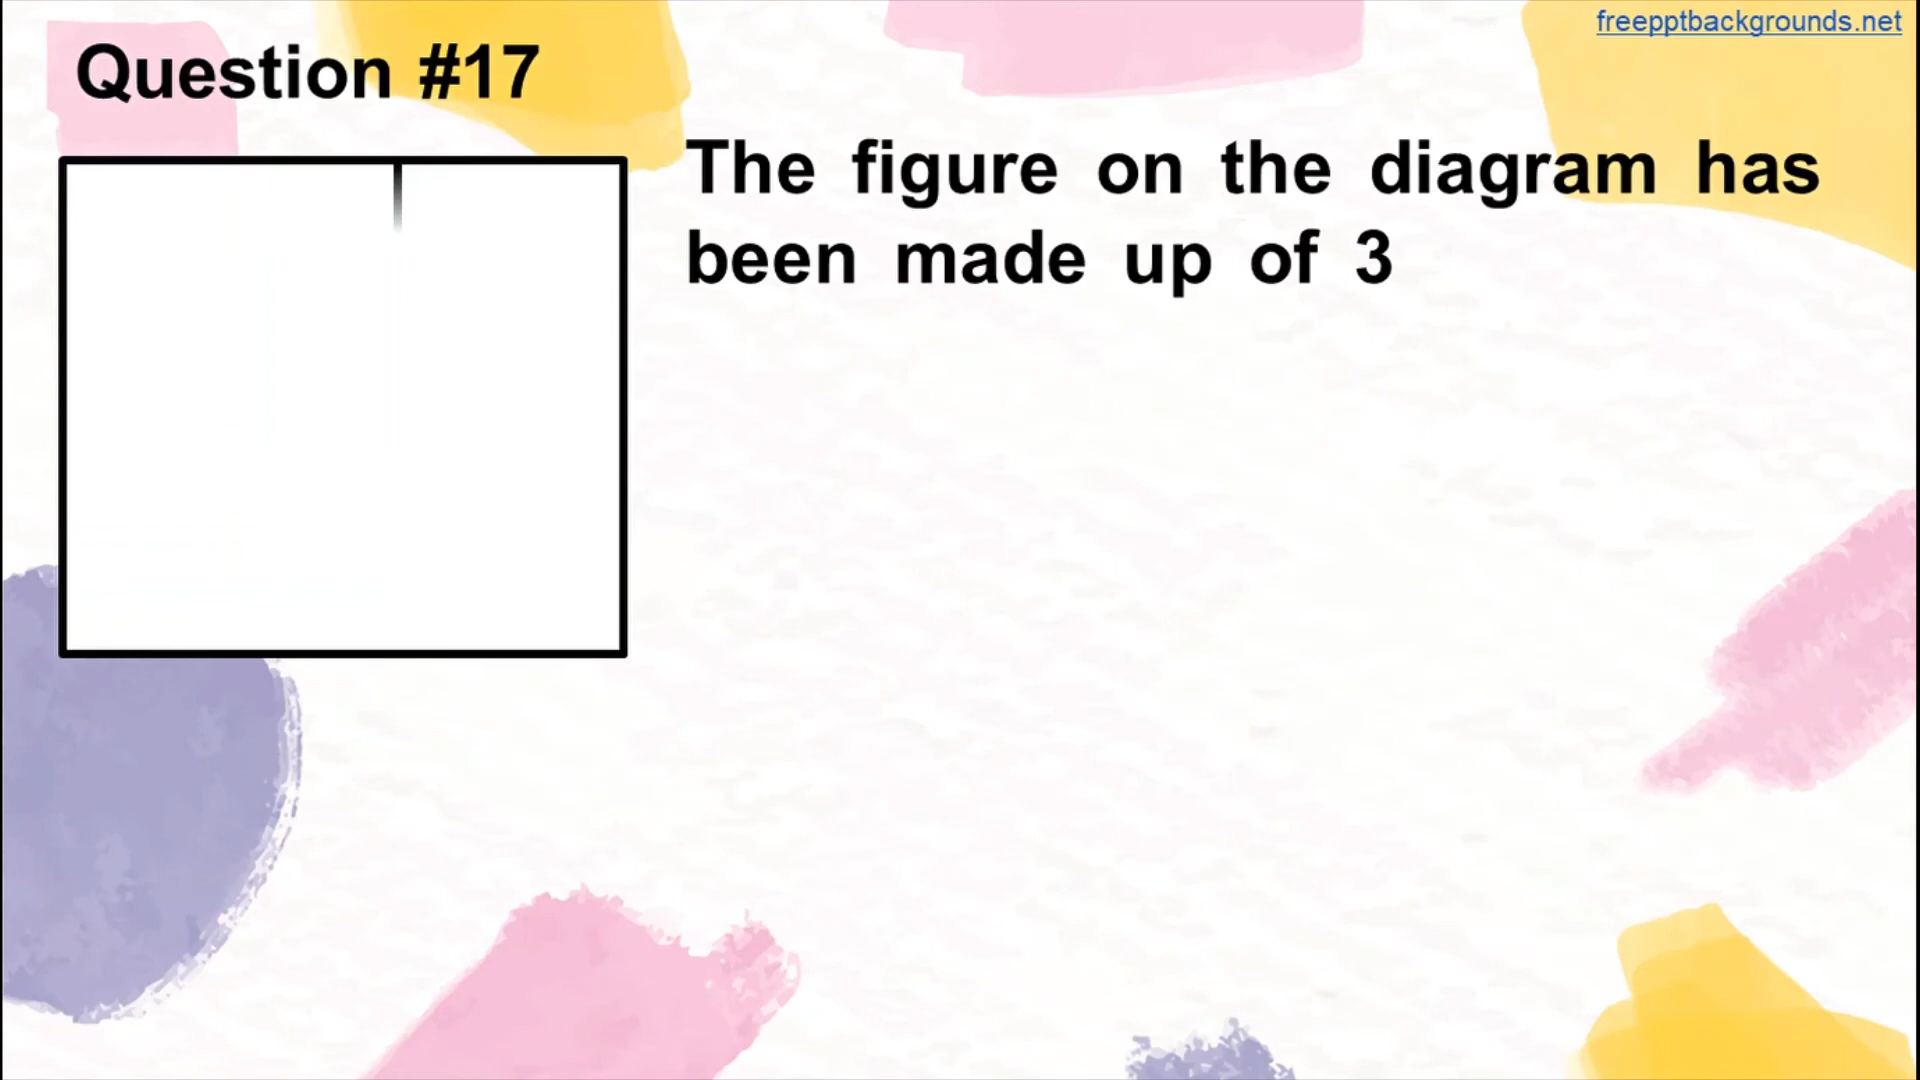 freepptbackgrounds.net
Question #17
The figure on the diagram has
been made up of 3